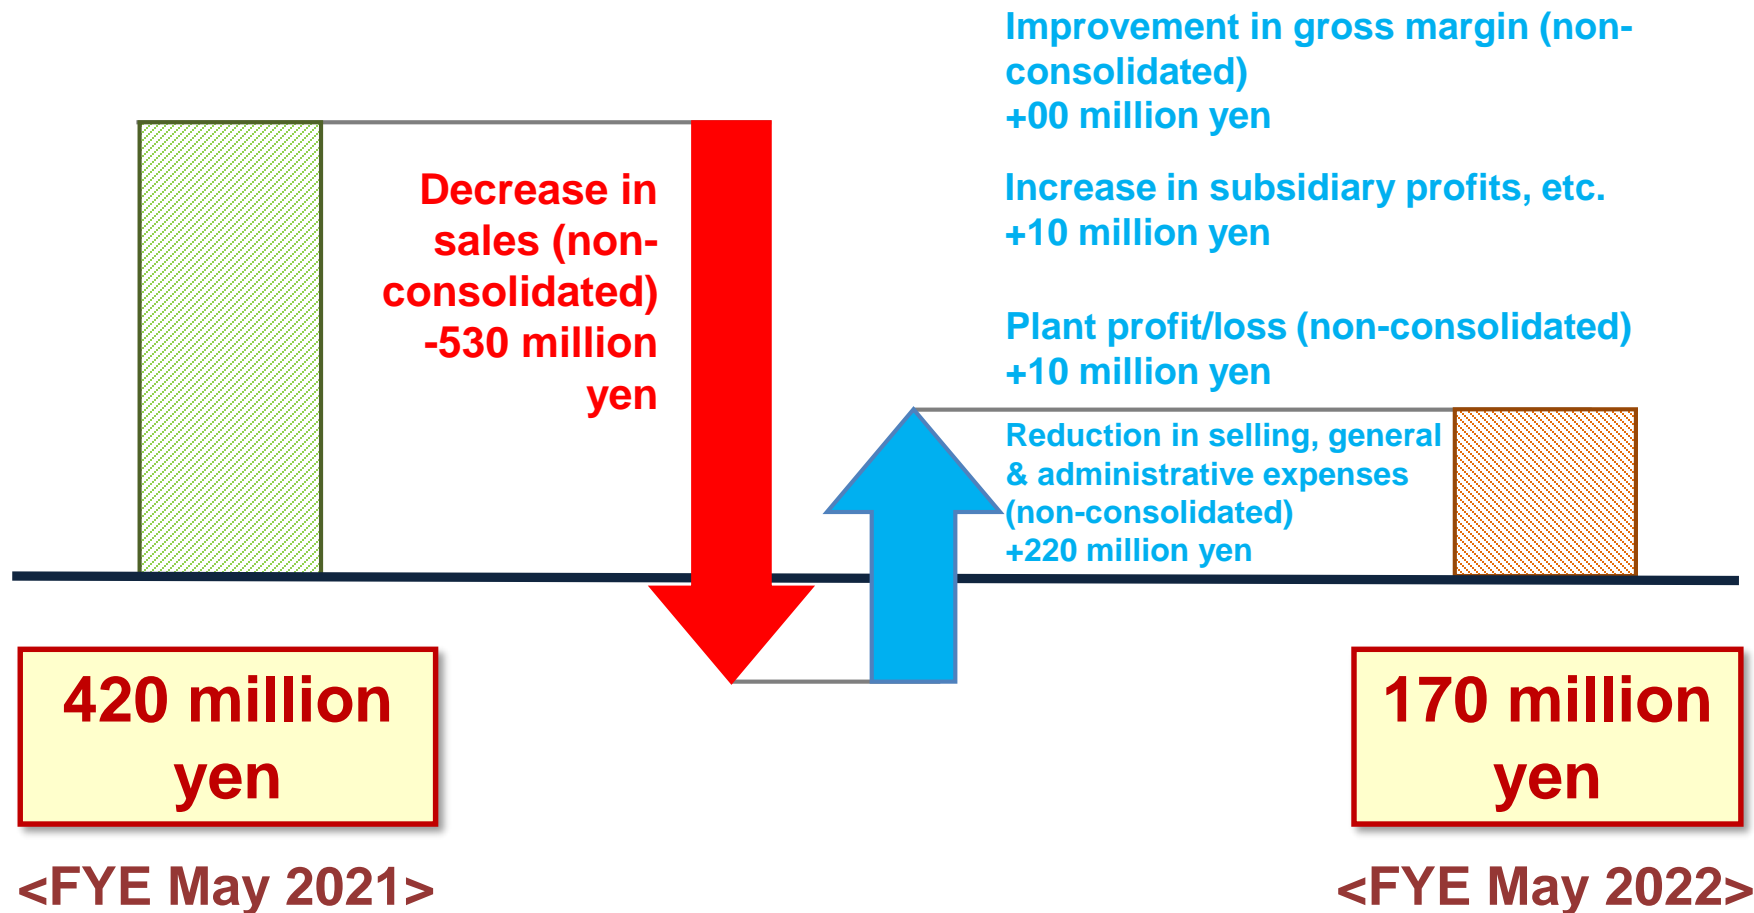 Improvement in gross margin (non-
consolidated)
+00 million yen
Decrease in
sales (non-
consolidated)
-530 million
yen
Increase in subsidiary profits, etc.
+10 million yen
Plant profit/loss (non-consolidated)
+10 million yen
Reduction in selling, general
& administrative expenses
(non-consolidated)
+220 million yen
420 million
yen
<FYE May 2021>
170 million
yen
<FYE May 2022>